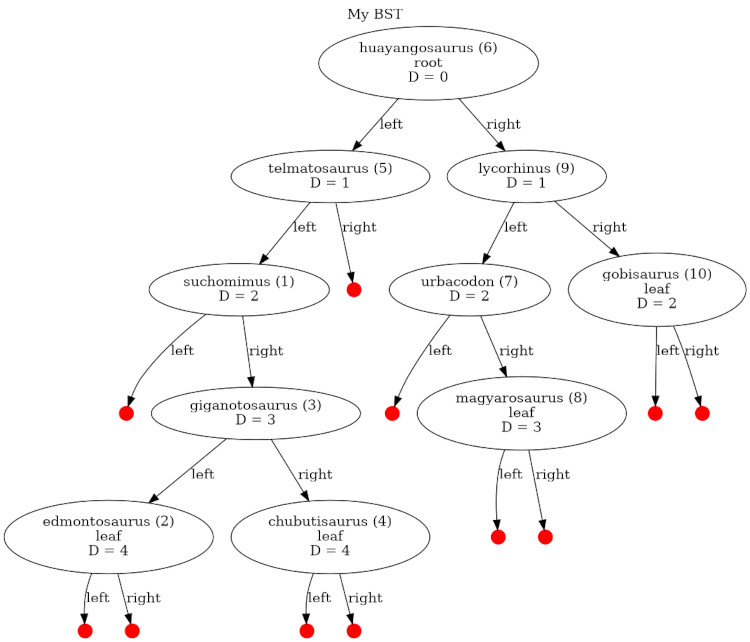 My BST
huayangosaurus (6)
root
D = 0
left
right
telmatosaurus (5)
D = 1
lycorhinus (9)
D = 1
left
right
left
right
suchomimus (1)
D = 2
urbacodon (7)
D = 2
gobisaurus (10)
leaf
D = 2
left
right
left
right
left
right
giganotosaurus (3)
D = 3
magyarosaurus (8)
leaf
D = 3
left
right
left
right
edmontosaurus (2)
leaf
D = 4
chubutisaurus (4)
leaf
D = 4
left
right
left
right